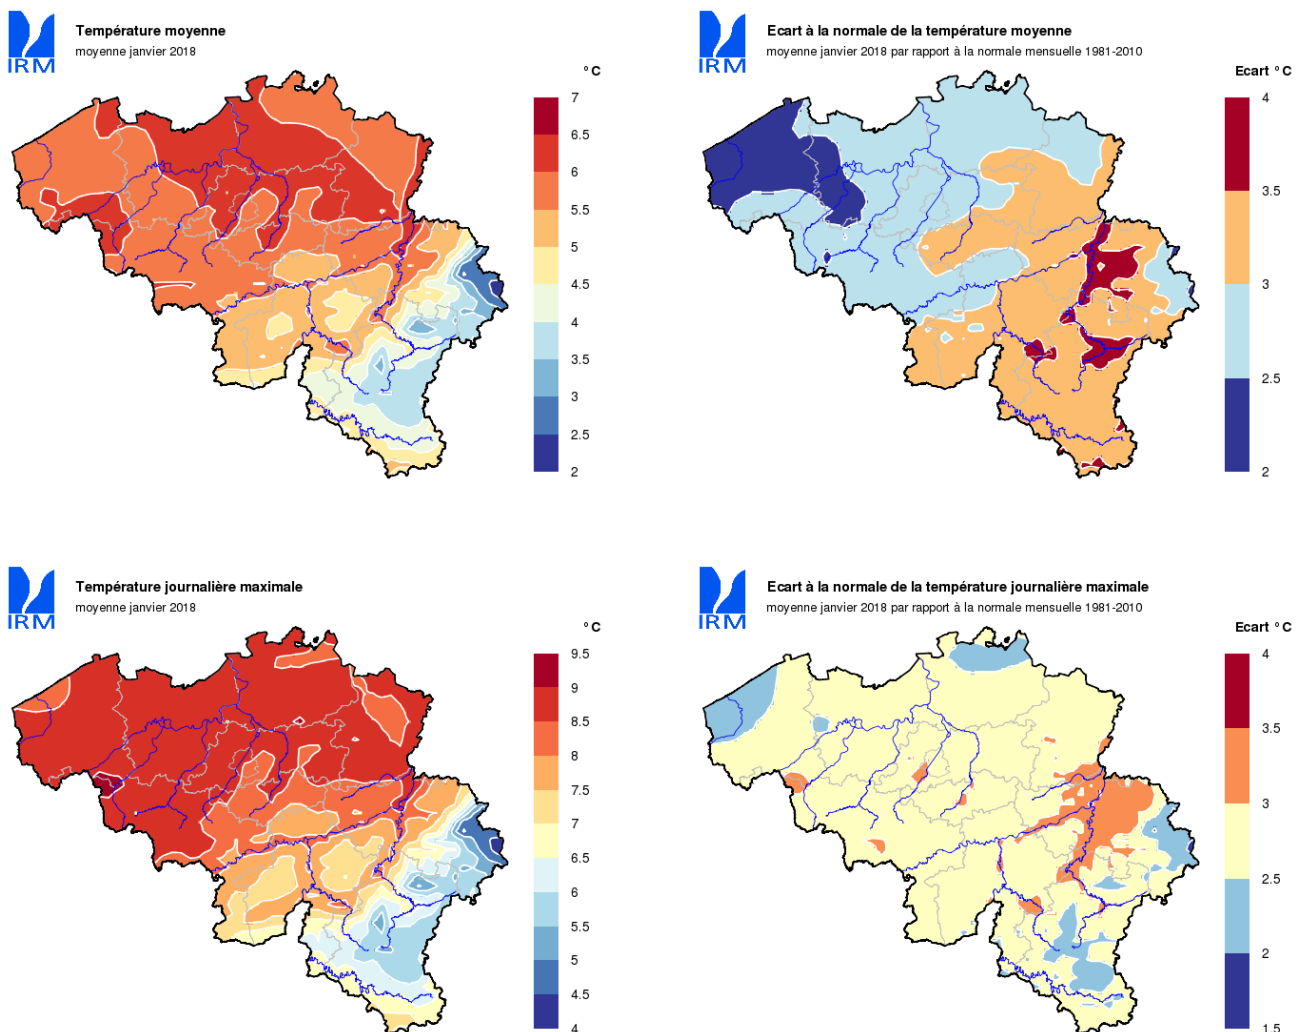 IRM
Température moyenne
moyenne janvier 2018
°C
7
6.5
6
5.5
5
4.5
4
3.5
3
2.5
2
IRM
Ecart à la normale de la température moyenne
moyenne janvier 2018 par rapport à la normale mensuelle 1981-2010
Ecart °C
4
3.5
3
2.5
2
IRM
Température journalière maximale
moyenne janvier 2018
°C
9.5
9
8.5
8
7.5
7
6.5
6
5.5
5
4.5
4
IRM
Ecart à la normale de la température journalière maximale
moyenne janvier 2018 par rapport à la normale mensuelle 1981-2010
Ecart °C
4
3.5
3
2.5
2
1.5